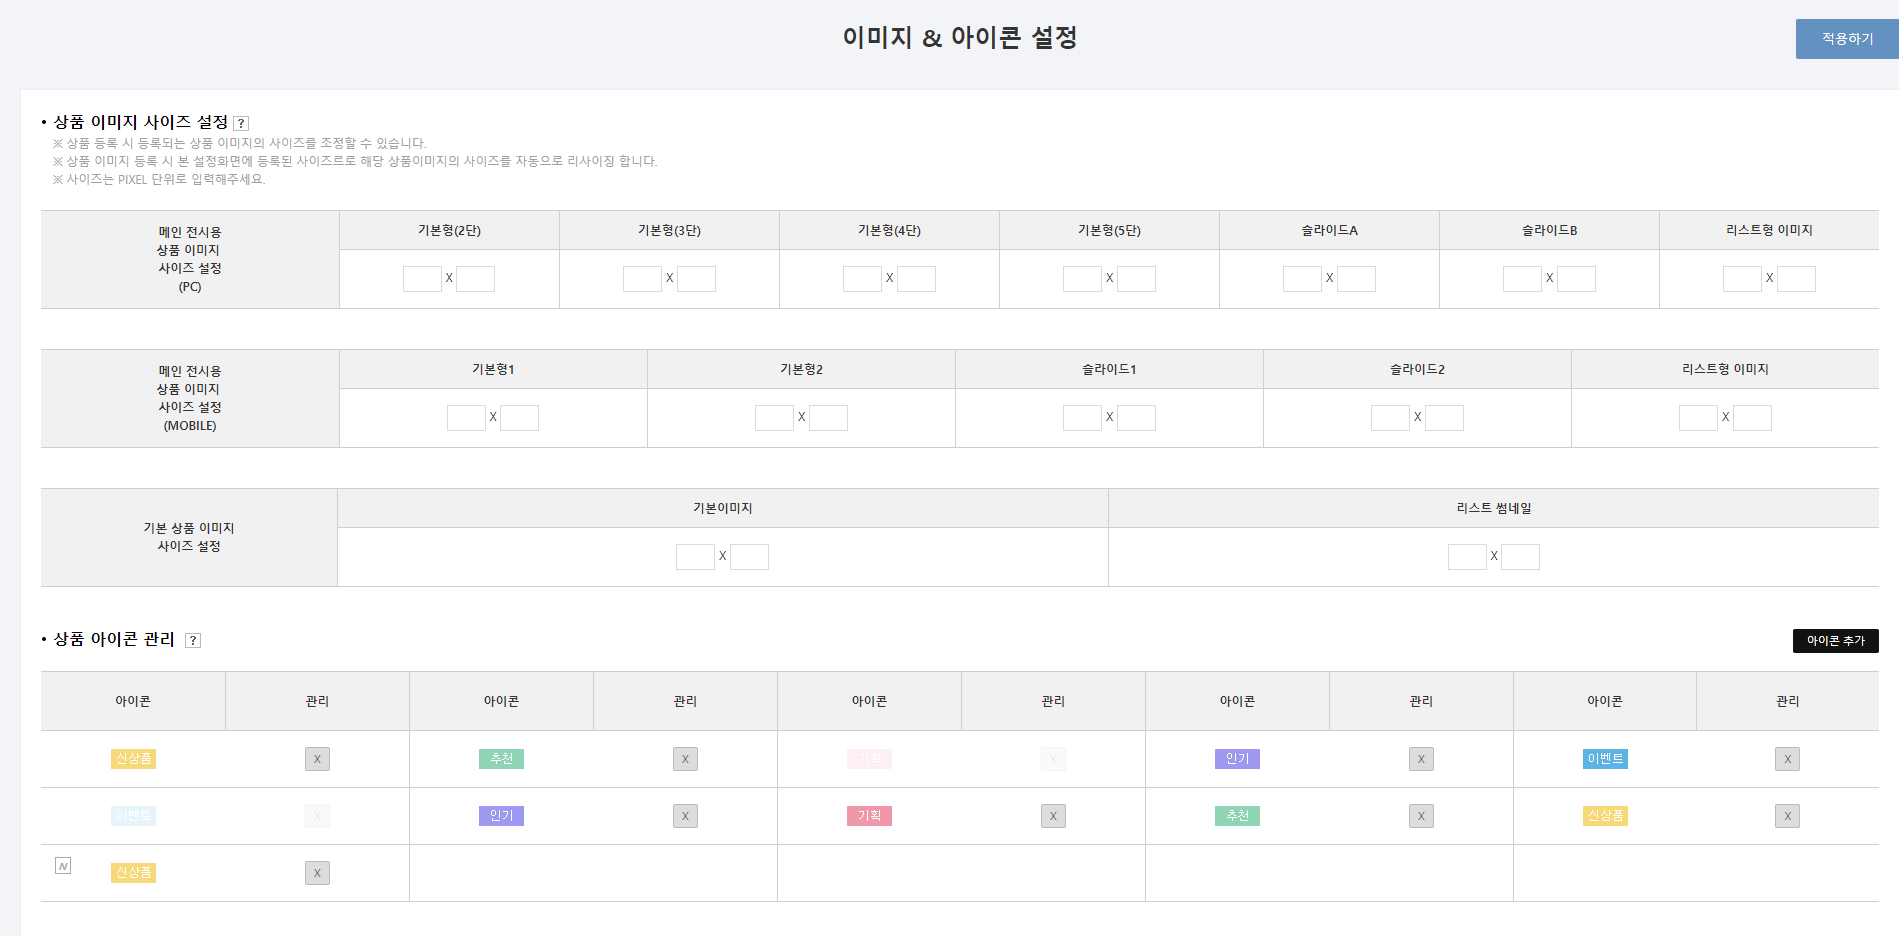 이미지 & 아이콘 설정
적용하기
• 상품 이미지 사이즈 설정 ?
※ 상품 등록 시 등록되는 상품 이미지의 사이즈를 조정할 수 있습니다.
※ 상품 이미지 등록 시 본 설정화면에 등록된 사이즈르로 해당 상품이미지의 사이즈를 자동으로 리사이징 합니다.
※ 사이즈는 PIXEL 단위로 입력해주세요.
메인 전시용
상품 이미지
사이즈 설정
(PC)
기본형(2단) 기본형(3단) 기본형(4단) 기본형(5단) 슬라이드A 슬라이드B 리스트형 이미지
X X X X X X X
메인 전시용
상품 이미지
사이즈 설정
(MOBILE)
기본형1 기본형2 슬라이드1 슬라이드2 리스트형 이미지
X X X X X
기본 상품 이미지
사이즈 설정
기본이미지 리스트 썸네일
X X
• 상품 아이콘 관리 ?
아이콘 추가
아이콘 관리 아이콘 관리 아이콘 관리 아이콘 관리 아이콘 관리
신상품 X 추천 X 기획 X 인기 X 이벤트 X
이벤트 X 인기 X 기획 X 추천 X 신상품 X
N 신상품 X